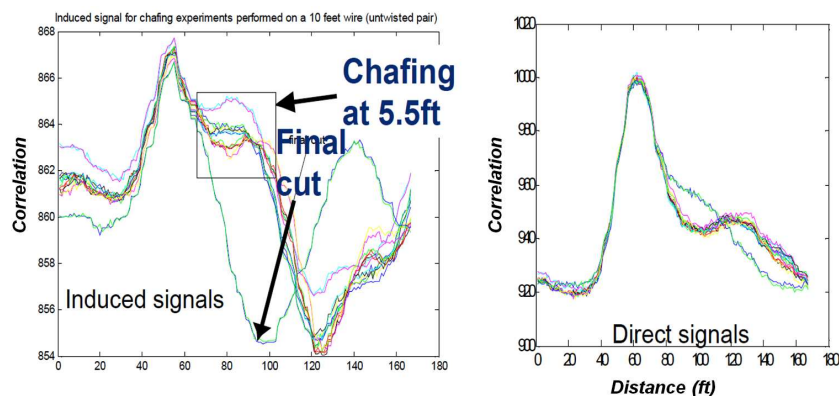 Induced signal for chafing experiments performed on a 10 feet wire (untwisted pair)
868
866
864
862
860
858
856
854
Correlation
0 20 40 60 80 100 120 140 160 180
Chafing
at 5.5ft
Final
cut
final cut
Induced signals
1020
1000
980
960
940
920
900
Correlation
0 20 40 60 80 100 120 140 160 180
Direct signals
Distance (ft)